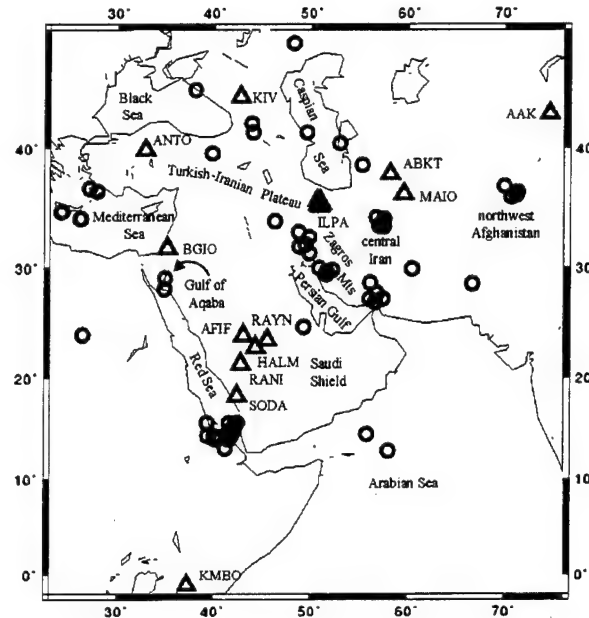 30° 40° 50° 60° 70°
Black
Sea
KIV
Caspian
Sea
AAK
40° 40°
ANTO
ABKT
Turkish-Iranian Plateau
MAIO
ILPA
Mediterranean
Sea
Zagros
Mts
central
Iran
northwest
Afghanistan
BGIO
30° 30°
Gulf of
Aqaba
Persian Gulf
AFIF
RAYN
HALM
Saudi
Shield
RANI
Red Sea
20° 20°
SODA
Arabian Sea
10° 10°
0° 0°
KMBO
30° 40° 50° 60° 70°